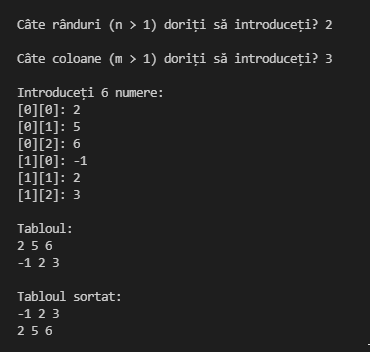 Câte rânduri (n > 1) doriți să introduceți? 2
Câte coloane (m > 1) doriți să introduceți? 3
Introduceți 6 numere:
[0][0]: 2
[0][1]: 5
[0][2]: 6
[1][0]: -1
[1][1]: 2
[1][2]: 3
Tabloul:
2 5 6
-1 2 3
Tabloul sortat:
-1 2 3
2 5 6